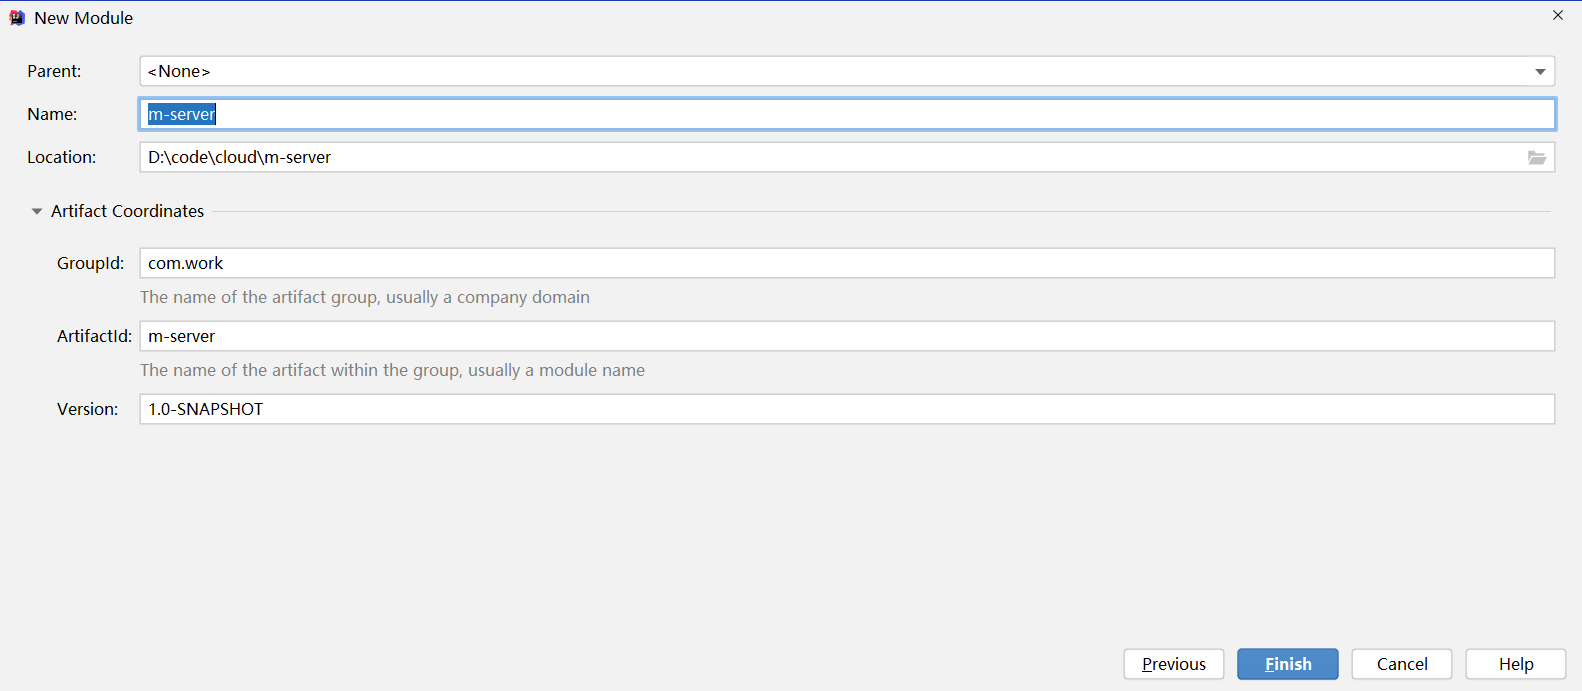 New Module
Parent: <None>
Name: m-server
Location: D:\code\cloud\m-server
Artifact Coordinates
GroupId: com.work
The name of the artifact group, usually a company domain
ArtifactId: m-server
The name of the artifact within the group, usually a module name
Version: 1.0-SNAPSHOT
Previous Finish Cancel Help